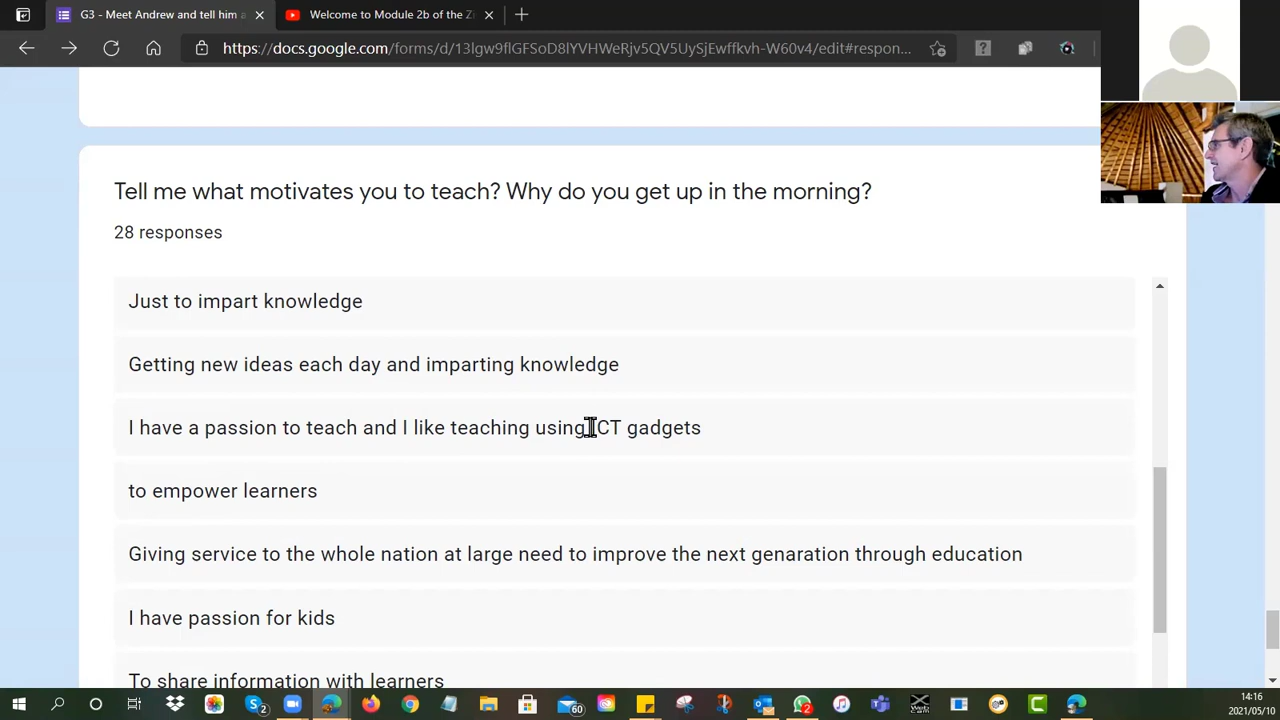 G3 - Meet Andrew and tell him a
Welcome to Module 2b of the Z
https://docs.google.com/forms/d/13lgw9flGFSoD8lYVHWeRjv5QV5UySjEwffkvh-W60v4/edit#respon...
Tell me what motivates you to teach? Why do you get up in the morning?
28 responses
Just to impart knowledge
Getting new ideas each day and imparting knowledge
I have a passion to teach and I like teaching using ICT gadgets
to empower learners
Giving service to the whole nation at large need to improve the next genaration through education
I have passion for kids
To share information with learners
2
60
2
14:16
2021/05/10